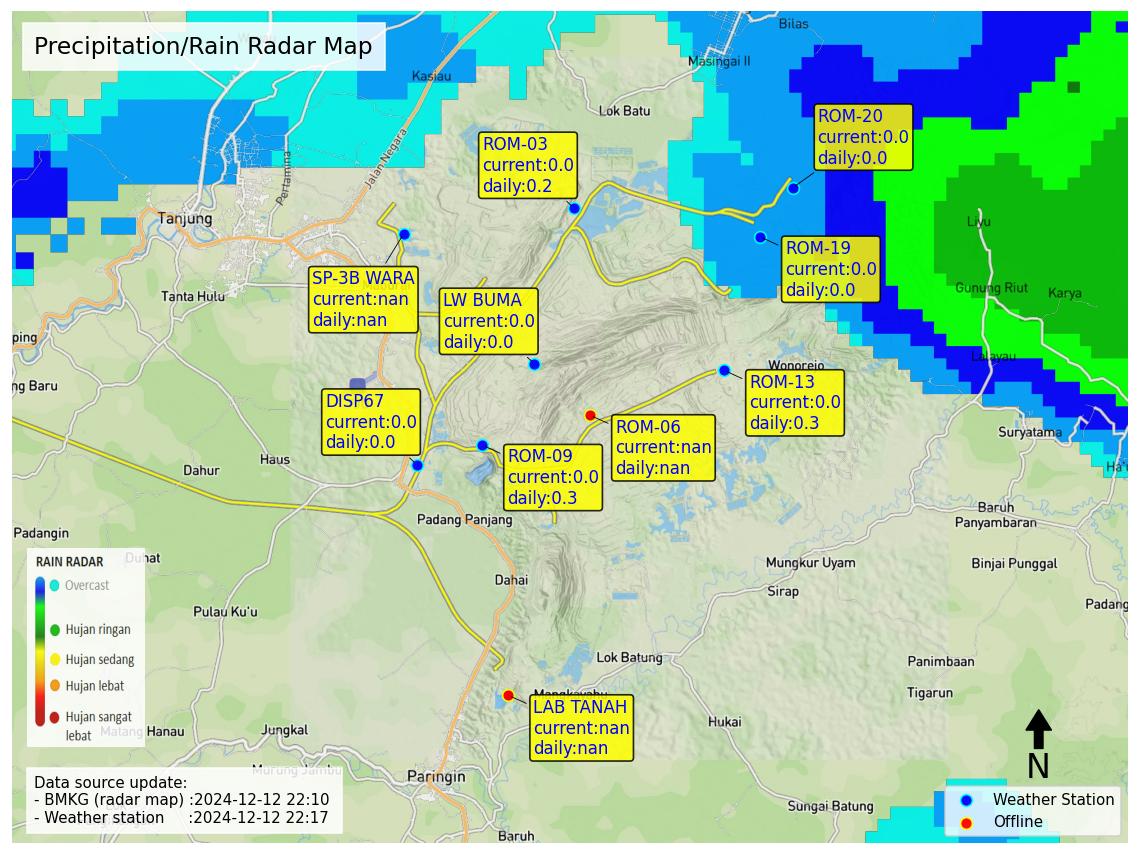 Precipitation/Rain Radar Map
Bilas
Masingai II
Kasiau
Lok Batu
ROM-20
current:0.0
daily:0.0
ROM-03
current:0.0
daily:0.2
Jalan Negara
Pertamina
Tanjung
Liyu
ROM-19
current:0.0
daily:0.0
SP-3B WARA
current:nan
daily:nan
LW BUMA
current:0.0
daily:0.0
Tanta Hulu
Gunung Riut
Karya
ping
Lalayau
Wonorejo
ng Baru
ROM-13
current:0.0
daily:0.3
DISP67
current:0.0
daily:0.0
ROM-06
current:nan
daily:nan
Suryatama
ROM-09
current:0.0
daily:0.3
Haus
Dahur
Padang Panjang
Baruh
Panyambaran
Padangin
Duhat
Mungkur Uyam
Binjai Punggal
Dahai
Sirap
Padang
Pulau Ku'u
RAIN RADAR
Overcast
Hujan ringan
Hujan sedang
Hujan lebat
Hujan sangat
lebat
Lok Batung
Panimbaan
Tigarun
LAB TANAH
current:nan
daily:nan
Hukai
Hanau
Jungkal
Murung Jambu
Paringin
N
Data source update:
- BMKG (radar map) :2024-12-12 22:10
- Weather station :2024-12-12 22:17
Sungai Batung
Weather Station
Offline
Baruh